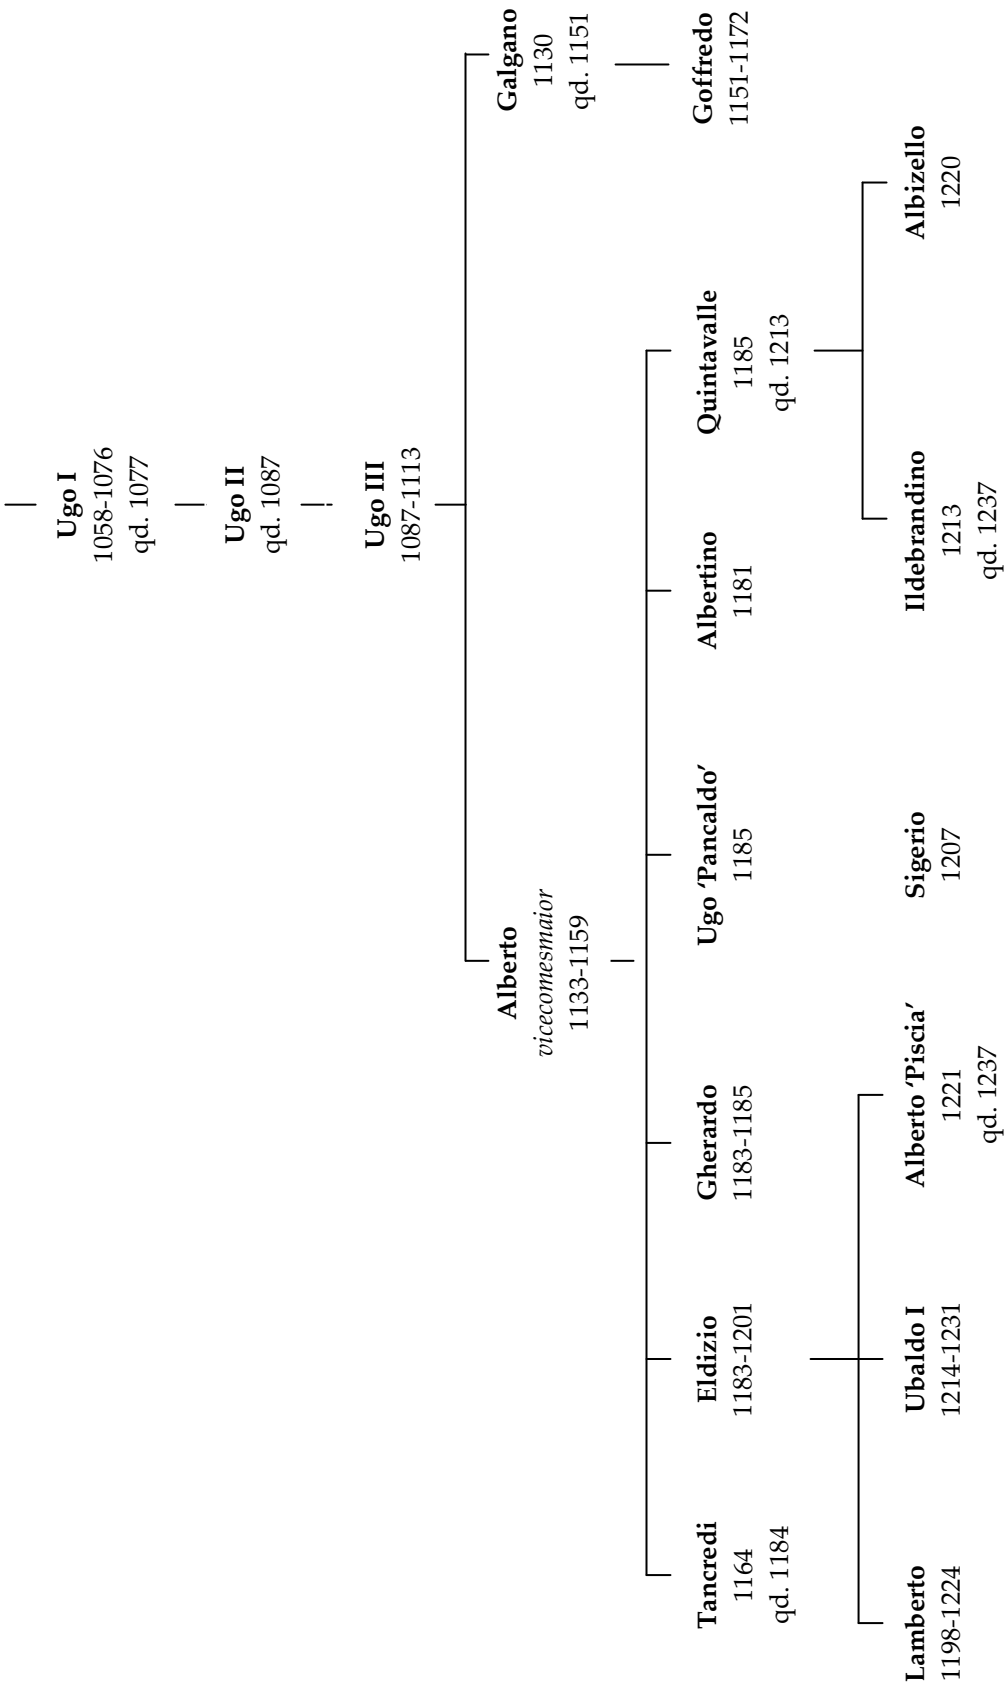 Ugo I
1058-1076
qd. 1077
Ugo II
qd. 1087
Ugo III
1087-1113
Alberto
vicecomesmaior
1133-1159
Galgano
1130
qd. 1151
Tancredi
1164
qd. 1184
Eldizio
1183-1201
Gherardo
1183-1185
Ugo ‘Pancaldo’
1185
Albertino
1181
Quintavalle
1185
qd. 1213
Goffredo
1151-1172
Lamberto
1198-1224
Ubaldo I
1214-1231
Alberto ‘Piscia’
1221
qd. 1237
Sigerio
1207
Ildebrandino
1213
qd. 1237
Albizello
1220